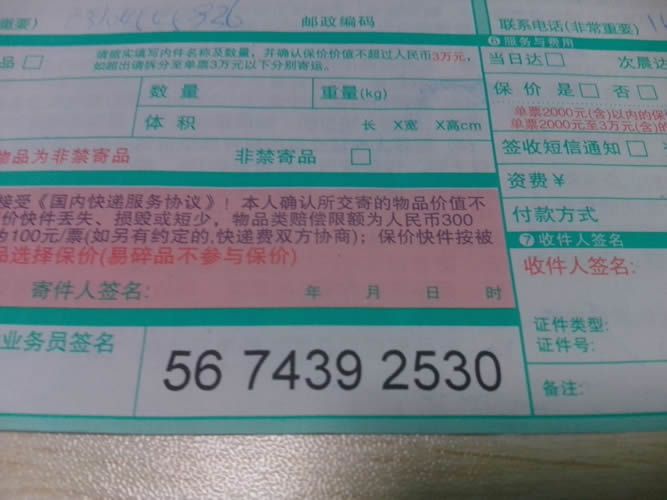 重要)
邮政编码
联系电话(非常重要)
品 □
请据实填写内件名称及数量，并确认保价价值不超过人民币3万元，
如超出请拆分至单票3万元以下分别寄运。
⑥ 服务与费用
当日达 □ 次晨达
数量 重量(kg)
保价 是 □ 否 □
体积 长 X宽 X高cm
单票2000元(含)以内的保
单票2000元至3万元(含)的
物品为非禁寄品 非禁寄品 □
签收短信通知 □
接受《国内快递服务协议》！本人确认所交寄的物品价值不
价快件丢失、损毁或短少，物品类赔偿限额为人民币300
为100元/票(如另有约定的,快递费双方协商)；保价快件按被
品选择保价(易碎品不参与保价)
资费 ¥
付款方式
⑦ 收件人签名
收件人签名:
寄件人签名: 年 月 日 时
证件类型:
证件号:
业务员签名
56 7439 2530
备注: